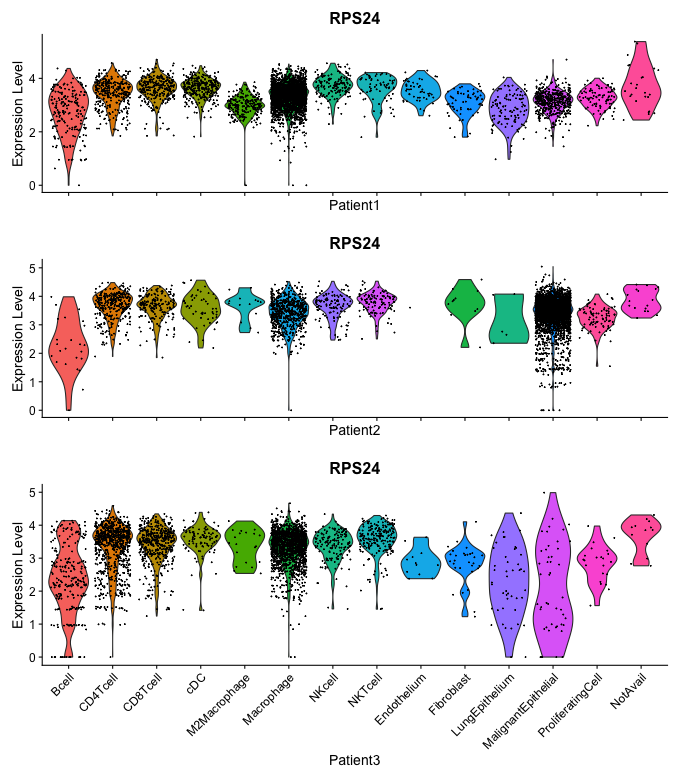 RPS24
Expression Level
4
2
0
Patient1
RPS24
Expression Level
5
4
3
2
1
0
Patient2
RPS24
Expression Level
5
4
3
2
1
0
Bcell
CD4Tcell
CD8Tcell
cDC
M2Macrophage
Macrophage
NKcell
NKTcell
Endothelium
Fibroblast
LungEpithelium
MalignantEpithelial
ProliferatingCell
NotAvail
Patient3